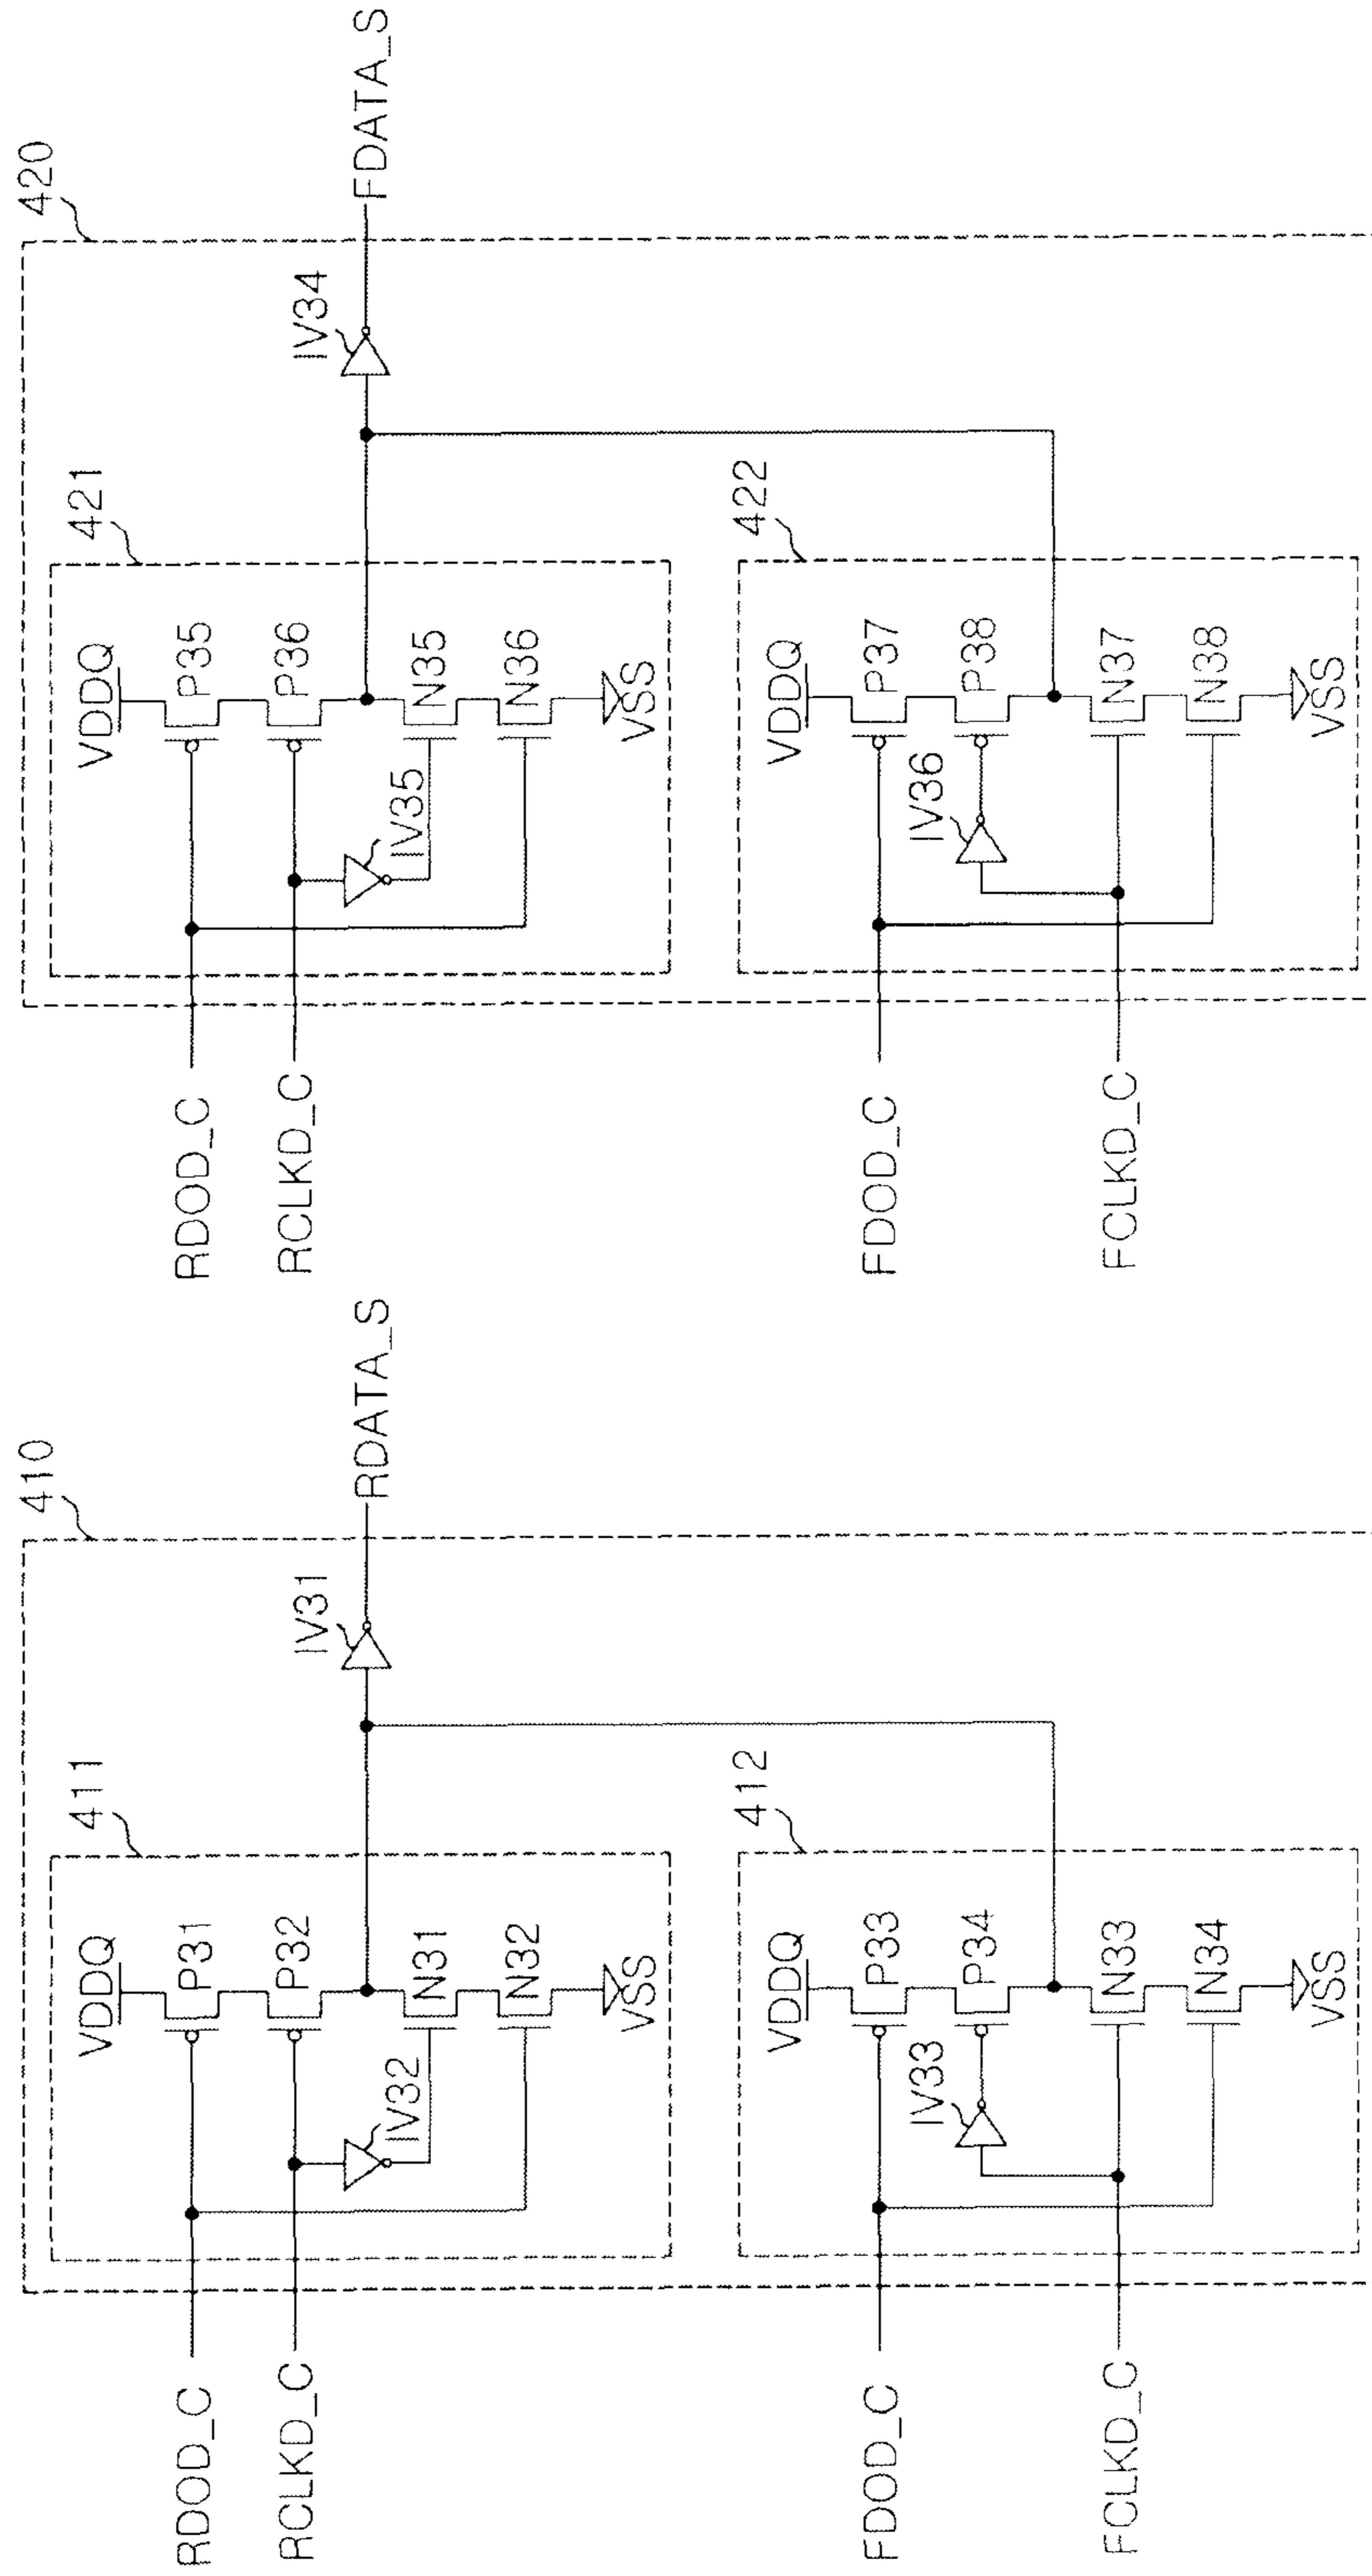 410
411
VDDQ
RDOD_C
P31
RCLKD_C
P32
IV31
RDATA_S
IV32
N31
N32
VSS
412
VDDQ
FDOD_C
P33
IV33
P34
N33
FCLKD_C
N34
VSS
420
421
VDDQ
RDOD_C
P35
RCLKD_C
P36
IV34
FDATA_S
IV35
N35
N36
VSS
422
VDDQ
FDOD_C
P37
IV36
P38
N37
FCLKD_C
N38
VSS